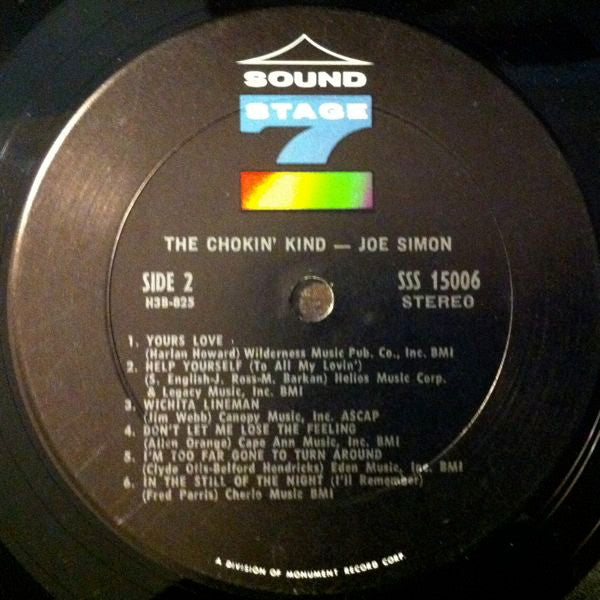 SOUND
STAGE
7
THE CHOKIN' KIND — JOE SIMON
SIDE 2
H3B-825
SSS 15006
STEREO
1. YOURS LOVE
(Harlan Howard) Wilderness Music Pub. Co., Inc. BMI
2. HELP YOURSELF (To All My Lovin')
(S. English-J. Ross-M. Barkan) Helios Music Corp.
& Legacy Music, Inc. BMI
3. WICHITA LINEMAN
(Jim Webb) Canopy Music, Inc. ASCAP
4. DON'T LET ME LOSE THE FEELING
(Allen Orange) Cape Ann Music, Inc. BMI
5. I'M TOO FAR GONE TO TURN AROUND
(Clyde Otis-Belford Hendricks) Eden Music, Inc. BMI
6. IN THE STILL OF THE NIGHT (I'll Remember)
(Fred Parris) Cherio Music BMI
A DIVISION OF MONUMENT RECORD CORP.